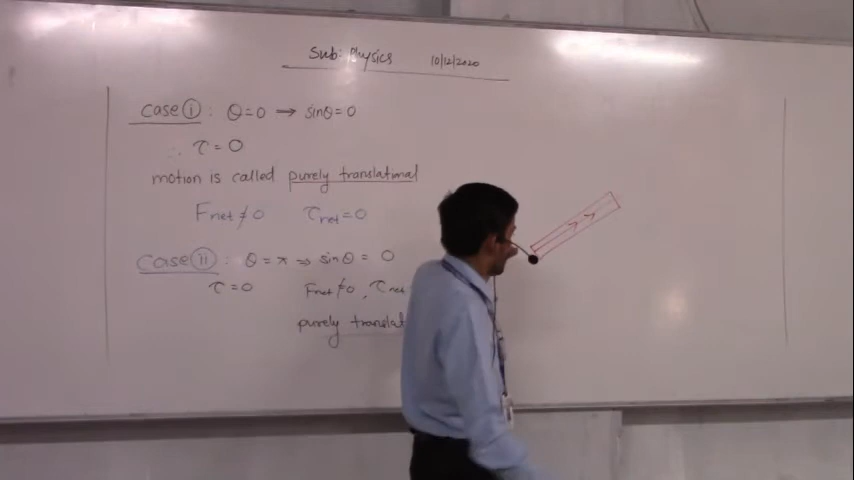 Sub: Physics 10/12/2020
Case (i) : θ=0 → sinθ=0
∴ τ = 0
motion is called purely translational
Fnet ≠ 0 τnet = 0
Case (ii) : θ = π ⇒ sinθ = 0
τ = 0 Fnet ≠ 0, τnet
purely translat